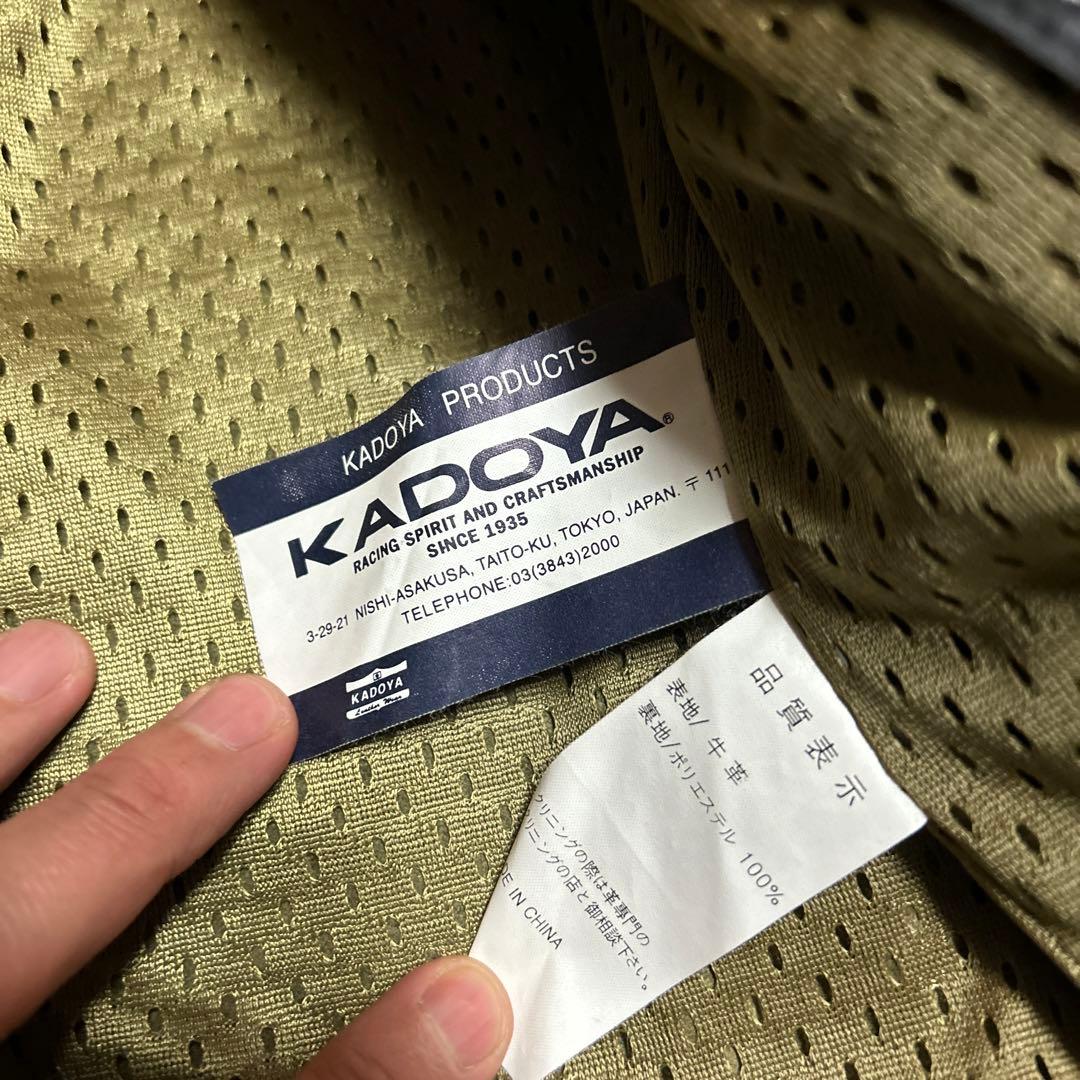 KADOYA PRODUCTS
KADOYA®
RACING SPIRIT AND CRAFTSMANSHIP
SINCE 1935
3-29-21 NISHI-ASAKUSA, TAITO-KU, TOKYO, JAPAN. 〒111
TELEPHONE:03(3843)2000
KADOYA
Leather Wear
品質表示
表地/牛革
裏地/ポリエステル 100%
クリニングの際は革專門の
クリニングの店と御相談下さい。
IN CHINA